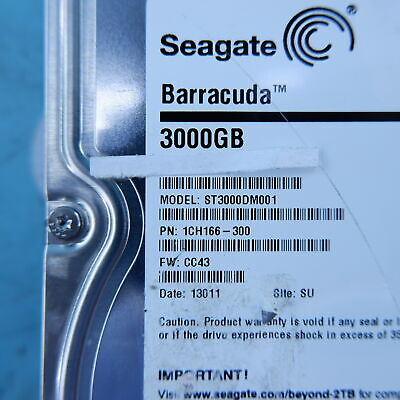 Seagate
Barracuda™
3000GB
MODEL: ST3000DM001
PN: 1CH166-300
FW: CC43
Date: 13011 Site: SU
Caution. Product warranty is void if any seal or
or if the drive experiences shock in excess of 35
IMPORTANT!
www.seagate.com/beyond-2TB for comp